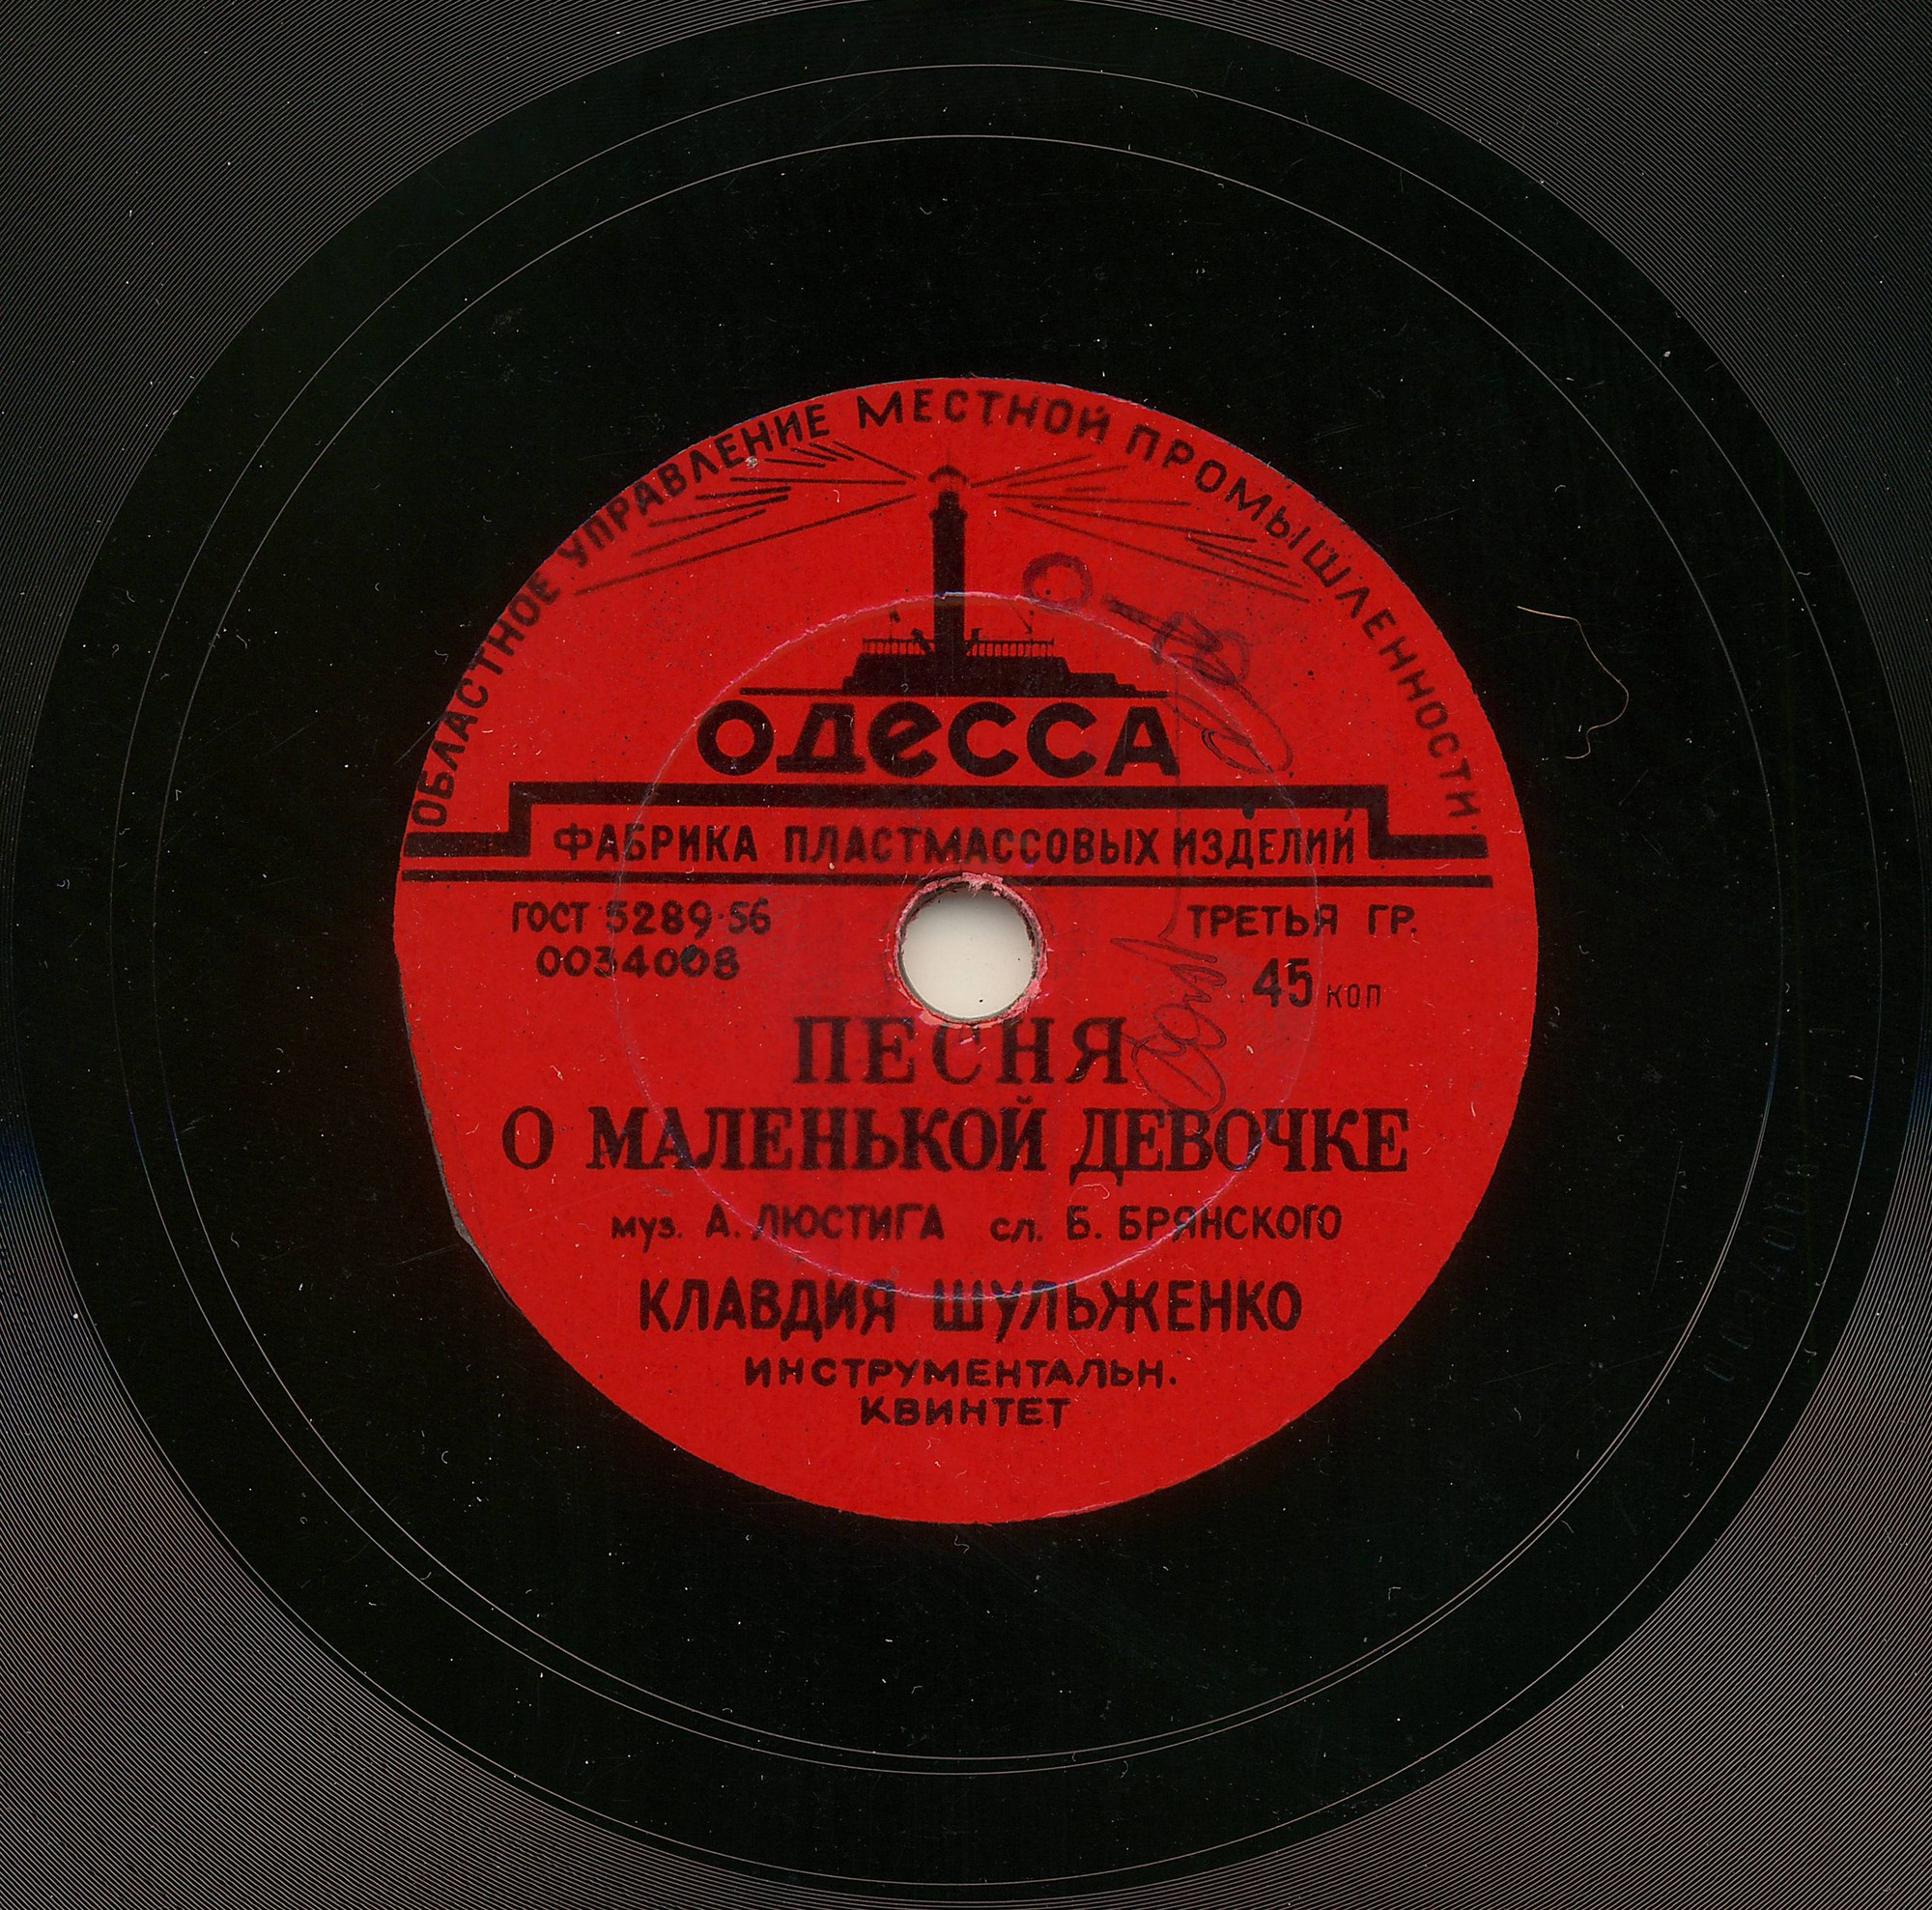 ОБЛАСТНОЕ УПРАВЛЕНИЕ МЕСТНОЙ ПРОМЫШЛЕННОСТИ
ОДЕССА
ФАБРИКА ПЛАСТМАССОВЫХ ИЗДЕЛИЙ
ГОСТ 5289-56
0034008
ТРЕТЬЯ ГР.
45 КОП
ПЕСНЯ
О МАЛЕНЬКОЙ ДЕВОЧКЕ
муз. А. ЛЮСТИГА сл. Б. БРЯНСКОГО
КЛАВДИЯ ШУЛЬЖЕНКО
ИНСТРУМЕНТАЛЬН.
КВИНТЕТ
0034008